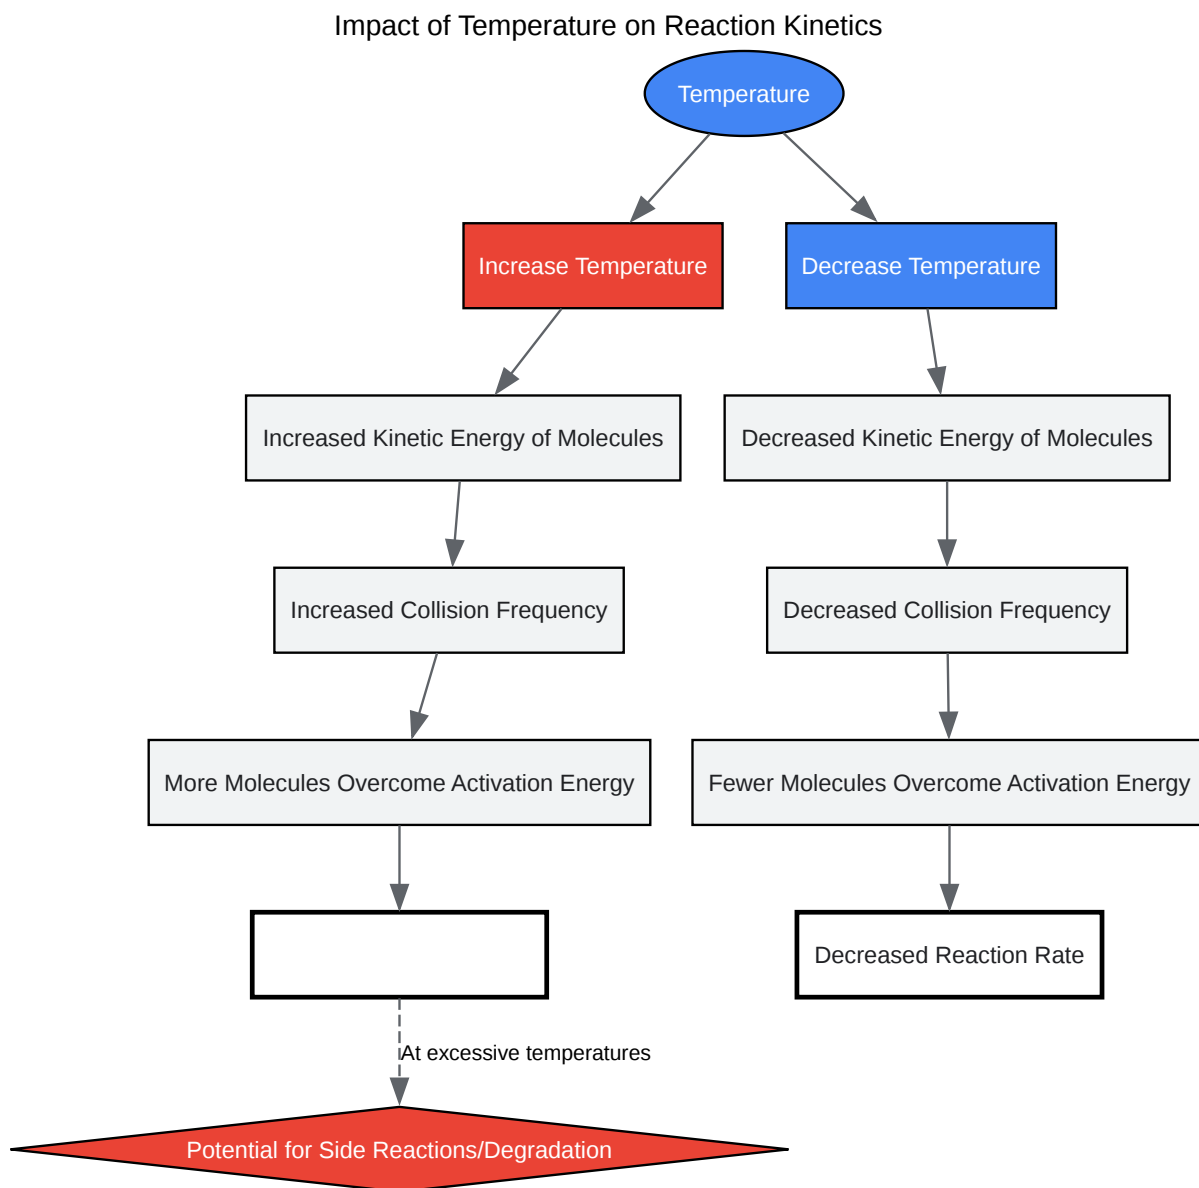 Impact of Temperature on Reaction Kinetics
Temperature
Increase Temperature
Decrease Temperature
Increased Kinetic Energy of Molecules
Decreased Kinetic Energy of Molecules
Increased Collision Frequency
Decreased Collision Frequency
More Molecules Overcome Activation Energy
Fewer Molecules Overcome Activation Energy
Decreased Reaction Rate
At excessive temperatures
Potential for Side Reactions/Degradation